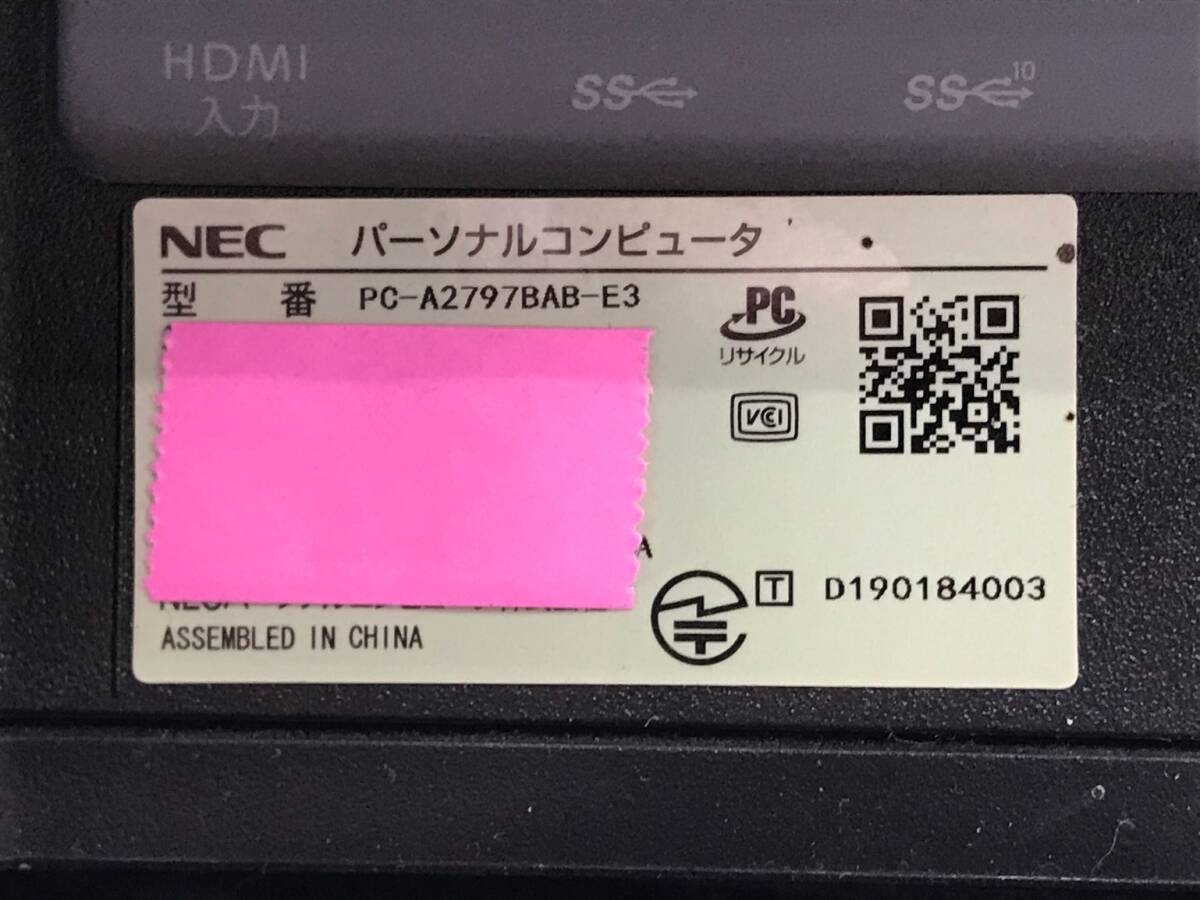 HDMI
入力
SS
SS 10
NEC パーソナルコンピュータ
型 番 PC-A2797BAB-E3
PC
リサイクル
VCCI
A
T D190184003
ASSEMBLED IN CHINA